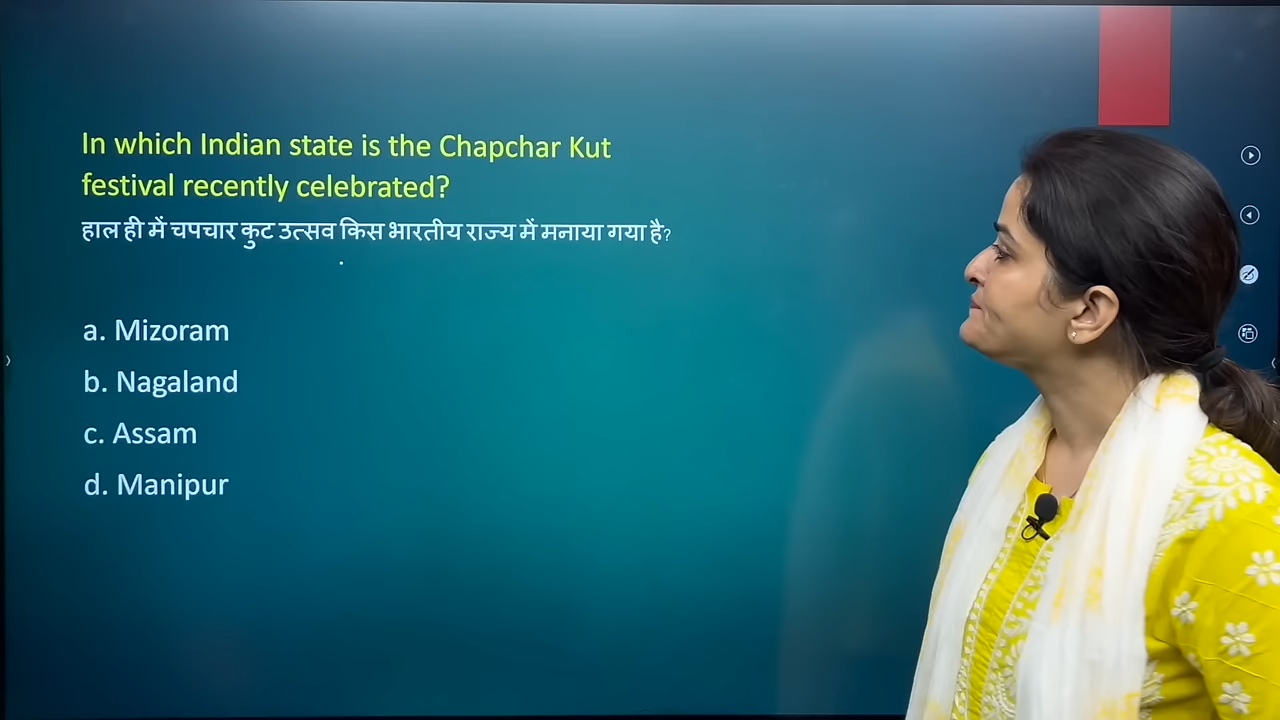 In which Indian state is the Chapchar Kut
festival recently celebrated?
हाल ही में चपचार कुट उत्सव किस भारतीय राज्य में मनाया गया है?
a. Mizoram
b. Nagaland
c. Assam
d. Manipur